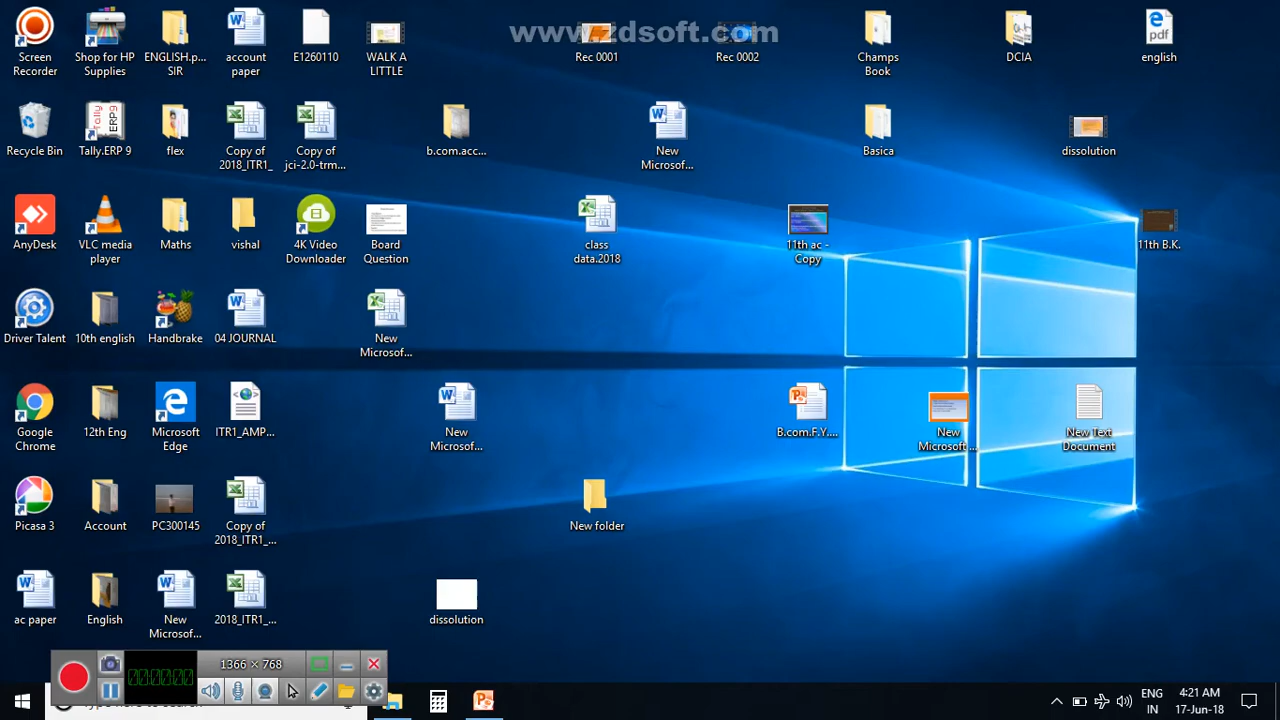 www.zdsoft.com
Screen
Recorder
Shop for HP
Supplies
ENGLISH.p...
SIR
account
paper
E1260110
WALK A
LITTLE
Rec 0001
Rec 0002
Champs
Book
DCIA
pdf
english
Recycle Bin
Tally.ERP 9
flex
Copy of
2018_ITR1_
Copy of
jci-2.0-trm...
b.com.acc...
New
Microsof...
Basica
dissolution
AnyDesk
VLC media
player
Maths
vishal
4K Video
Downloader
Board
Question
class
data.2018
11th ac -
Copy
11th B.K.
Driver Talent
10th english
Handbrake
04 JOURNAL
New
Microsof...
Google
Chrome
12th Eng
Microsoft
Edge
ITR1_AMP...
New
Microsof...
B.com.F.Y....
New
Microsoft ...
New Text
Document
Picasa 3
Account
PC300145
Copy of
2018_ITR1_...
New folder
ac paper
English
New
Microsof...
2018_ITR1_...
dissolution
1366 × 768
00:00:00
ENG
IN
4:21 AM
17-Jun-18